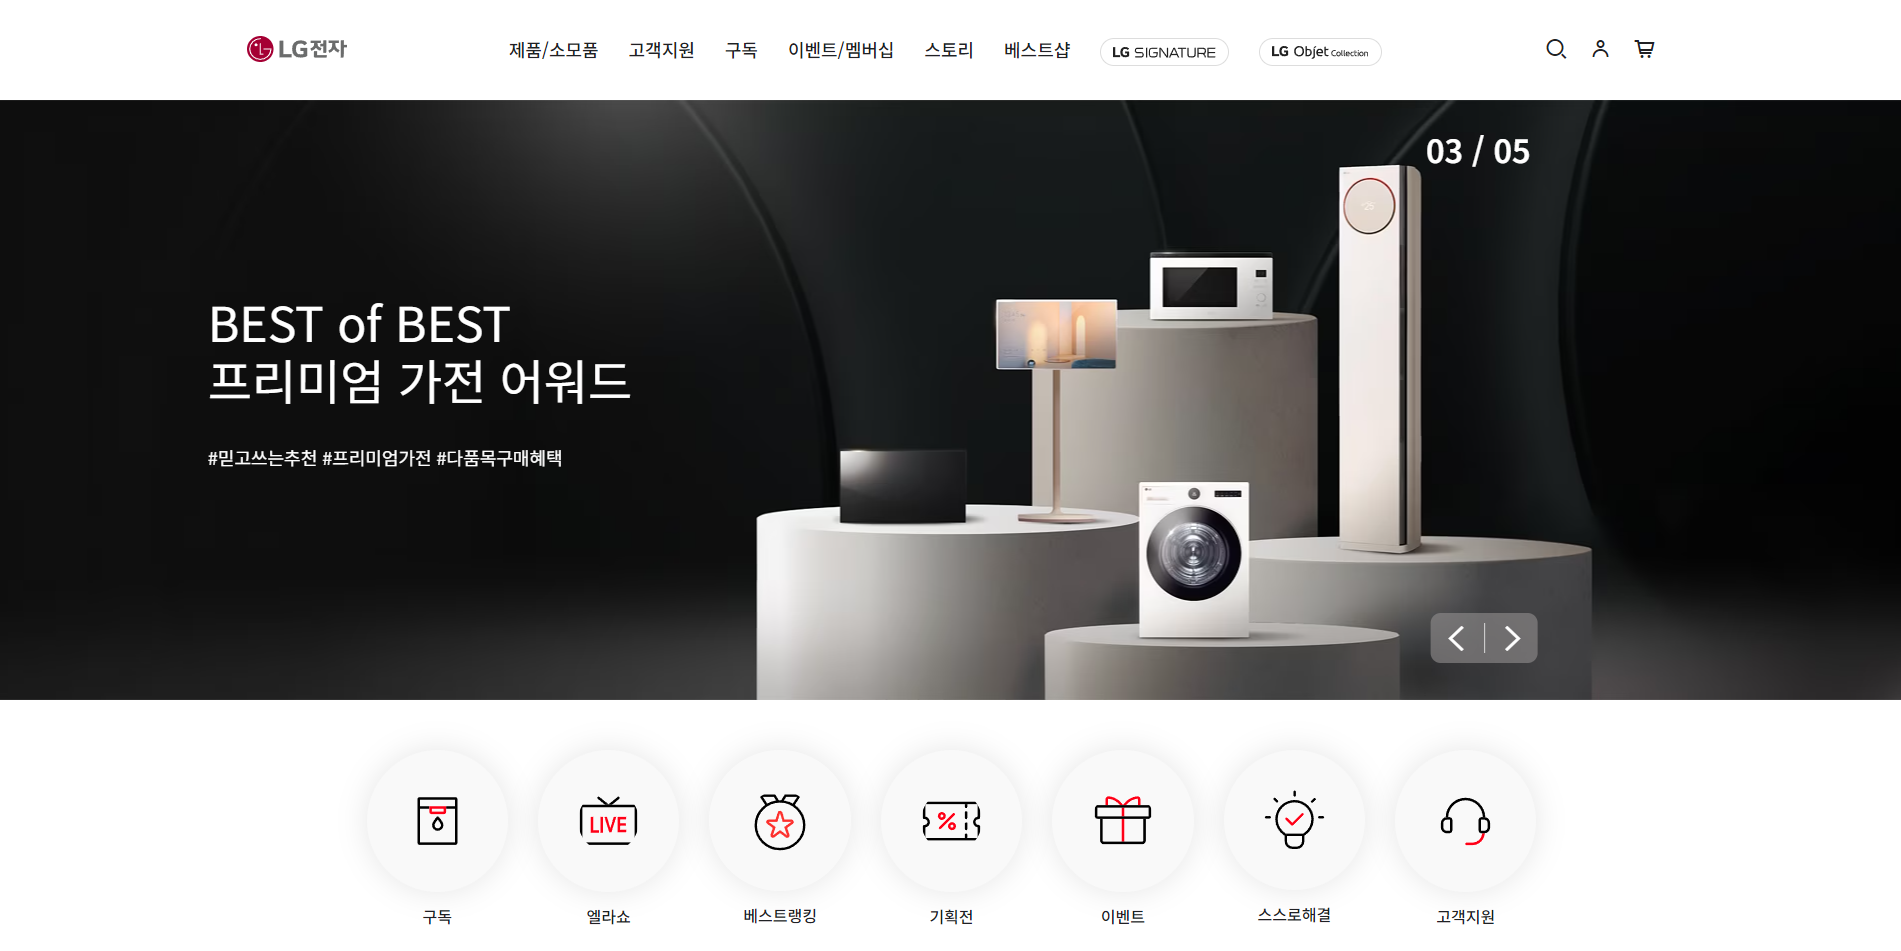 LG전자
제품/소모품
고객지원
구독
이벤트/멤버십
스토리
베스트샵
LG SIGNATURE
LG Objet Collection
03 / 05
BEST of BEST
프리미엄 가전 어워드
#믿고쓰는추천 #프리미엄가전 #다품목구매혜택
LIVE
%
구독
엘라쇼
베스트랭킹
기획전
이벤트
스스로해결
고객지원